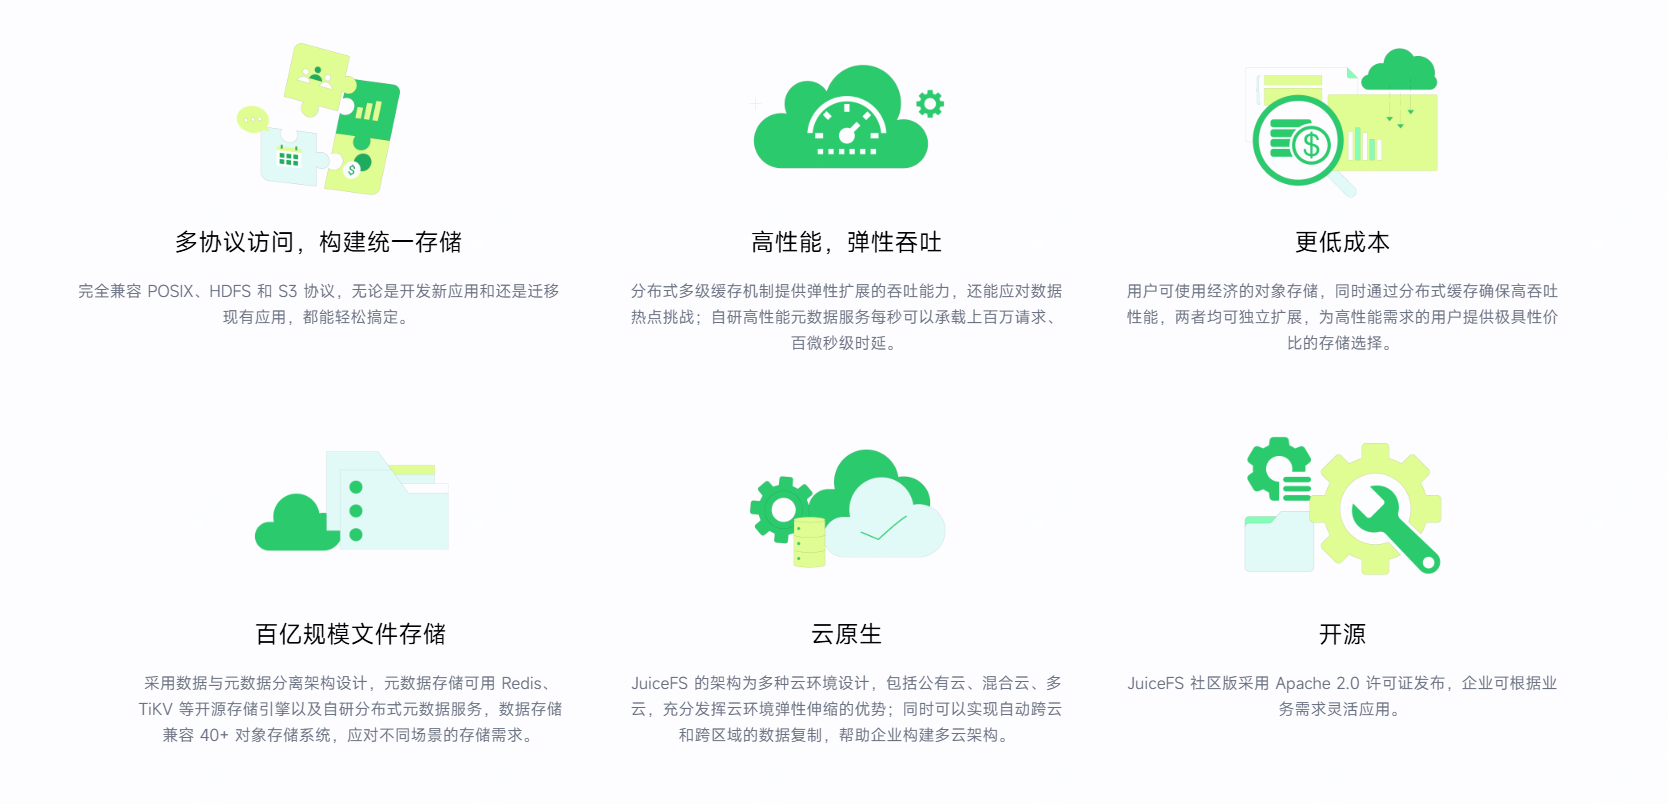 多协议访问，构建统一存储
完全兼容 POSIX、HDFS 和 S3 协议，无论是开发新应用和还是迁移
现有应用，都能轻松搞定。
高性能，弹性吞吐
分布式多级缓存机制提供弹性扩展的吞吐能力，还能应对数据
热点挑战；自研高性能元数据服务每秒可以承载上百万请求、
百微秒级时延。
更低成本
用户可使用经济的对象存储，同时通过分布式缓存确保高吞吐
性能，两者均可独立扩展，为高性能需求的用户提供极具性价
比的存储选择。
百亿规模文件存储
采用数据与元数据分离架构设计，元数据存储可用 Redis、
TiKV 等开源存储引擎以及自研分布式元数据服务，数据存储
兼容 40+ 对象存储系统，应对不同场景的存储需求。
云原生
JuiceFS 的架构为多种云环境设计，包括公有云、混合云、多
云，充分发挥云环境弹性伸缩的优势；同时可以实现自动跨云
和跨区域的数据复制，帮助企业构建多云架构。
开源
JuiceFS 社区版采用 Apache 2.0 许可证发布，企业可根据业
务需求灵活应用。